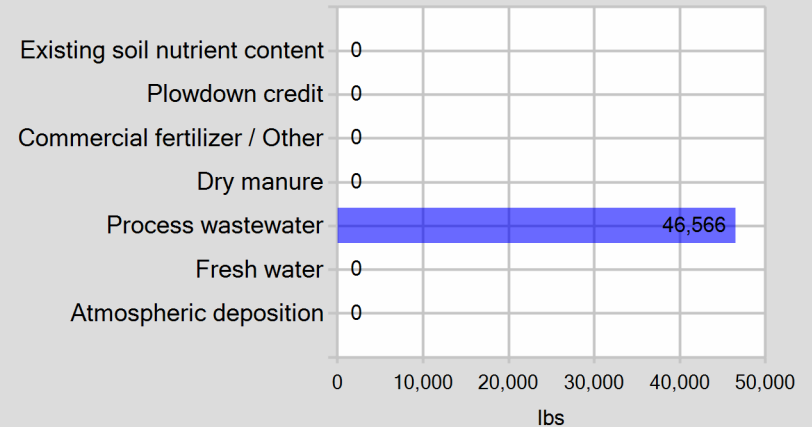 Existing soil nutrient content 0
Plowdown credit 0
Commercial fertilizer / Other 0
Dry manure 0
Process wastewater 46,566
Fresh water 0
Atmospheric deposition 0
0 10,000 20,000 30,000 40,000 50,000
lbs